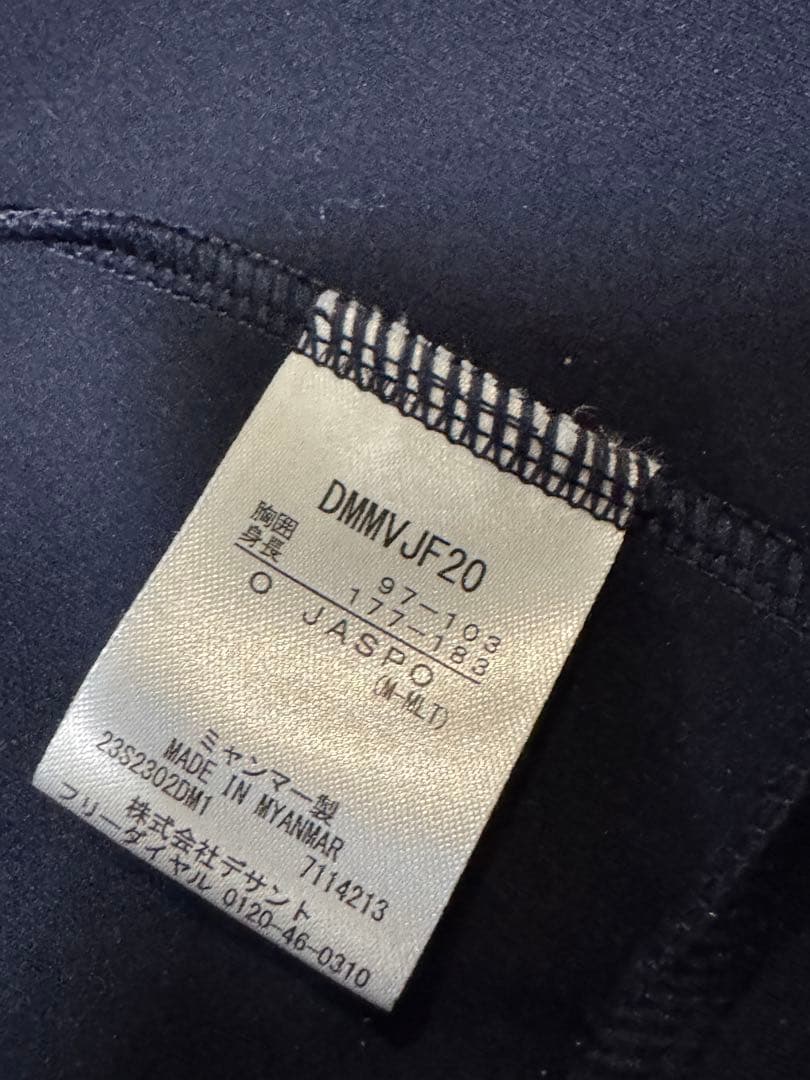 DMMVJF20
胸囲 97-103
身長 177-183
O JASPO
(M-MLT)
ミャンマー製
MADE IN MYANMAR
23S2302DM1 7114213
株式会社デサント
フリーダイヤル 0120-46-0310